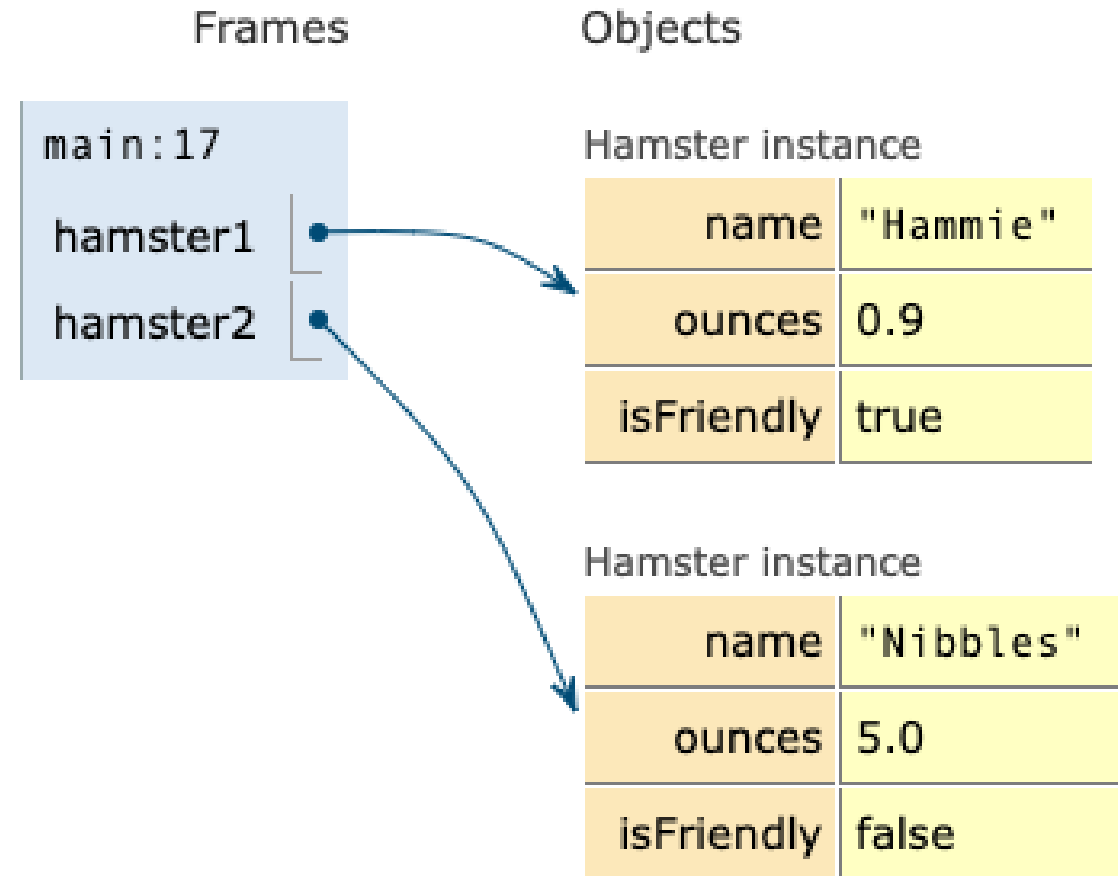 Frames Objects
main:17
hamster1
hamster2
Hamster instance
name "Hammie"
ounces 0.9
isFriendly true
Hamster instance
name "Nibbles"
ounces 5.0
isFriendly false